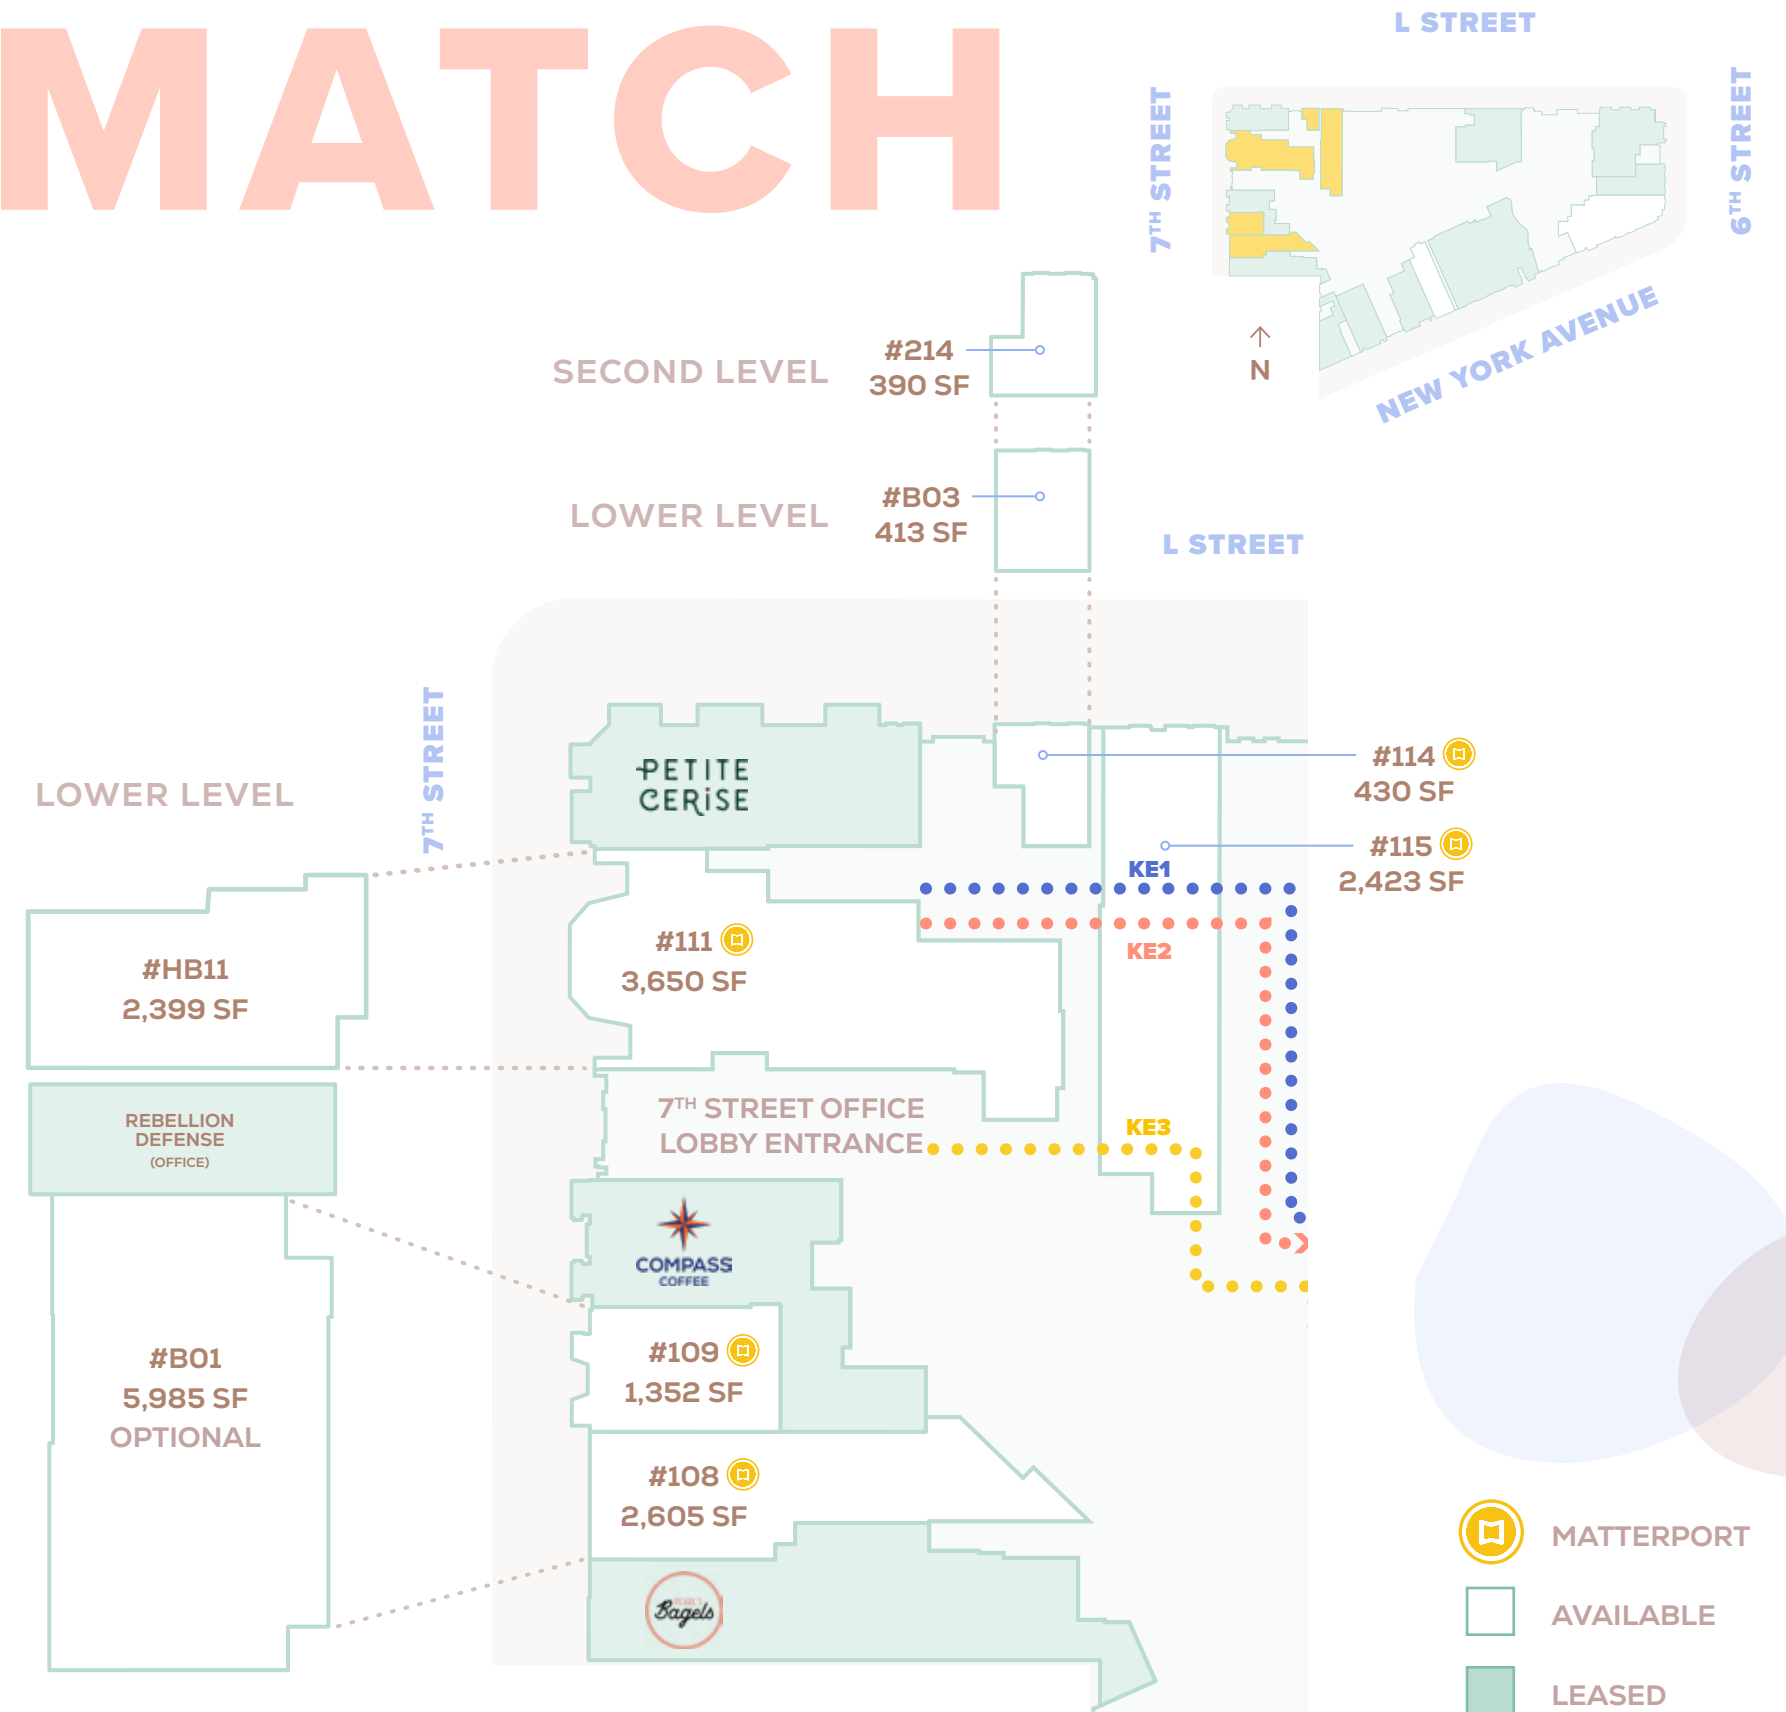 MATCH
L STREET
7TH STREET
6TH STREET
NEW YORK AVENUE
N
SECOND LEVEL
#214
390 SF
LOWER LEVEL
#B03
413 SF
L STREET
7TH STREET
LOWER LEVEL
PETITE
CERiSE
#114
430 SF
#115
2,423 SF
KE1
KE2
#111
3,650 SF
#HB11
2,399 SF
REBELLION
DEFENSE
(OFFICE)
7TH STREET OFFICE
LOBBY ENTRANCE
KE3
COMPASS
COFFEE
#109
1,352 SF
#B01
5,985 SF
OPTIONAL
#108
2,605 SF
PEARL'S
Bagels
MATTERPORT
AVAILABLE
LEASED